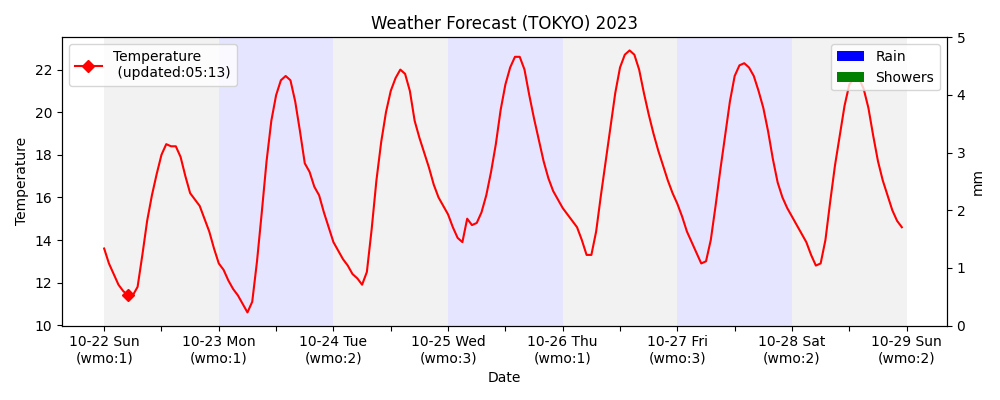 Weather Forecast (TOKYO) 2023
Temperature
(updated:05:13)
Rain
Showers
22
20
18
16
14
12
10
Temperature
5
4
3
2
1
0
mm
10-22 Sun
(wmo:1)
10-23 Mon
(wmo:1)
10-24 Tue
(wmo:2)
10-25 Wed
(wmo:3)
10-26 Thu
(wmo:1)
10-27 Fri
(wmo:3)
10-28 Sat
(wmo:2)
10-29 Sun
(wmo:2)
Date